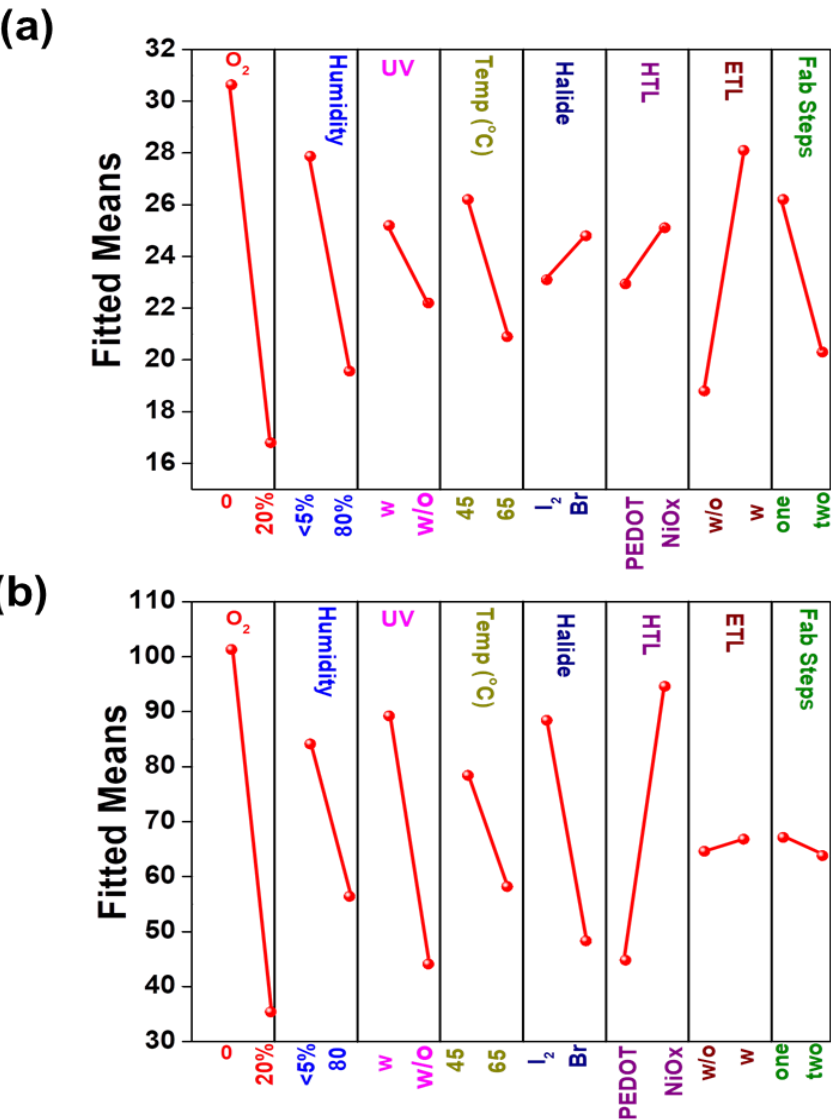 (a)
Fitted Means
32
30
28
26
24
22
20
18
16
O2
Humidity
UV
Temp (°C)
Halide
HTL
ETL
Fab Steps
0
20%
<5%
80%
w
w/o
45
65
I2
Br
PEDOT
NiOx
w/o
w
one
two
(b)
Fitted Means
110
100
90
80
70
60
50
40
30
O2
Humidity
UV
Temp (°C)
Halide
HTL
ETL
Fab Steps
0
20%
<5%
80
w
w/o
45
65
I2
Br
PEDOT
NiOx
w/o
w
one
two